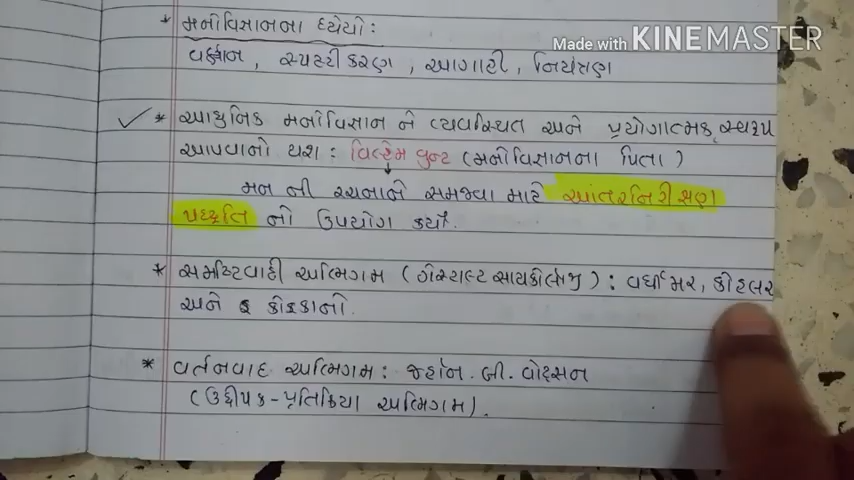 * મનોવિજ્ઞાનના ધ્યેયો :
Made with KINEMASTER
વર્ણન , સ્પષ્ટીકરણ , આગાહી , નિયંત્રણ
✓ * આધુનિક મનોવિજ્ઞાન ને વ્યવસ્થિત અને પ્રયોગાત્મક સ્વરૂપ
આપવાનો યશ : વિલ્હેમ વુન્ટ (મનોવિજ્ઞાનના પિતા )
મન ની રચનાને સમજવા માટે આંતરનિરીક્ષણ
પધ્ધતિ નો ઉપયોગ કર્યો.
* સમષ્ટિવાદી અભિગમ ( ગેસ્ટાલ્ટ સાયકોલોજી ) : વર્ધીમર, કોહલર
અને કોફકાનો.
* વર્તનવાદ અભિગમ : જ્હોન. બી. વોટ્સન
( ઉદ્દીપક - પ્રતિક્રિયા અભિગમ ).